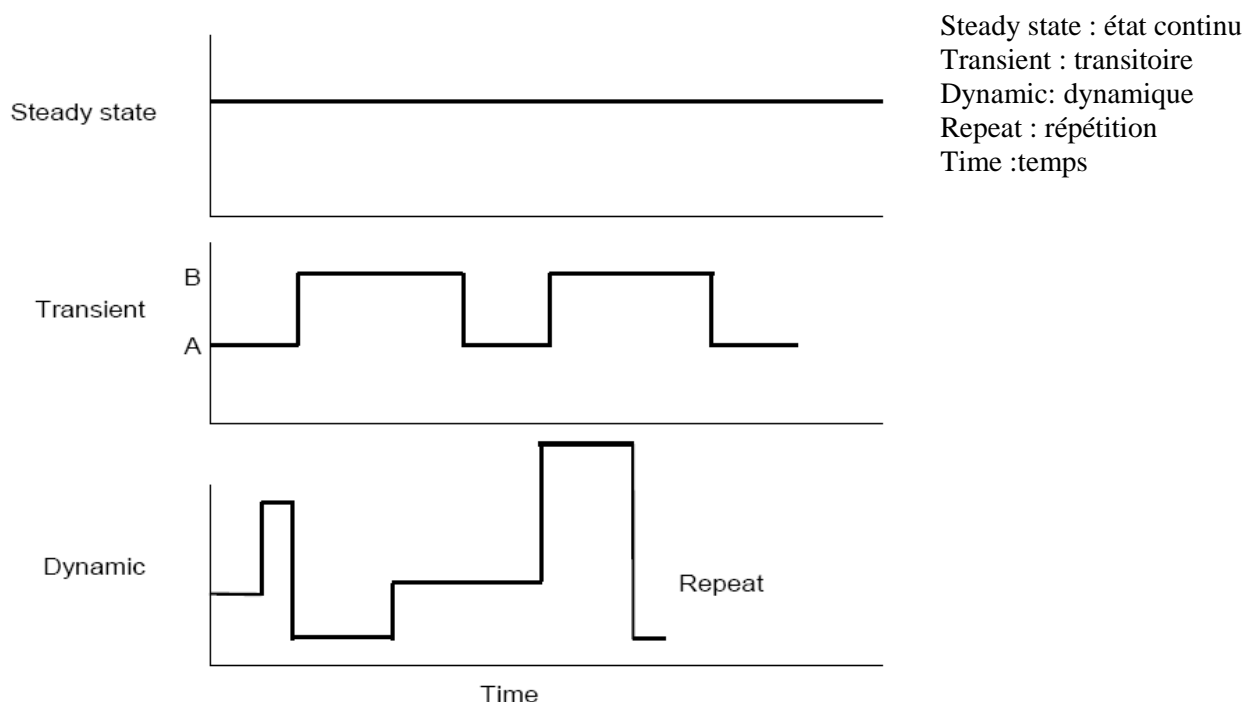 Steady state : état continu
Transient : transitoire
Dynamic: dynamique
Repeat : répétition
Time :temps
Steady state
B
Transient
A
Dynamic
Repeat
Time